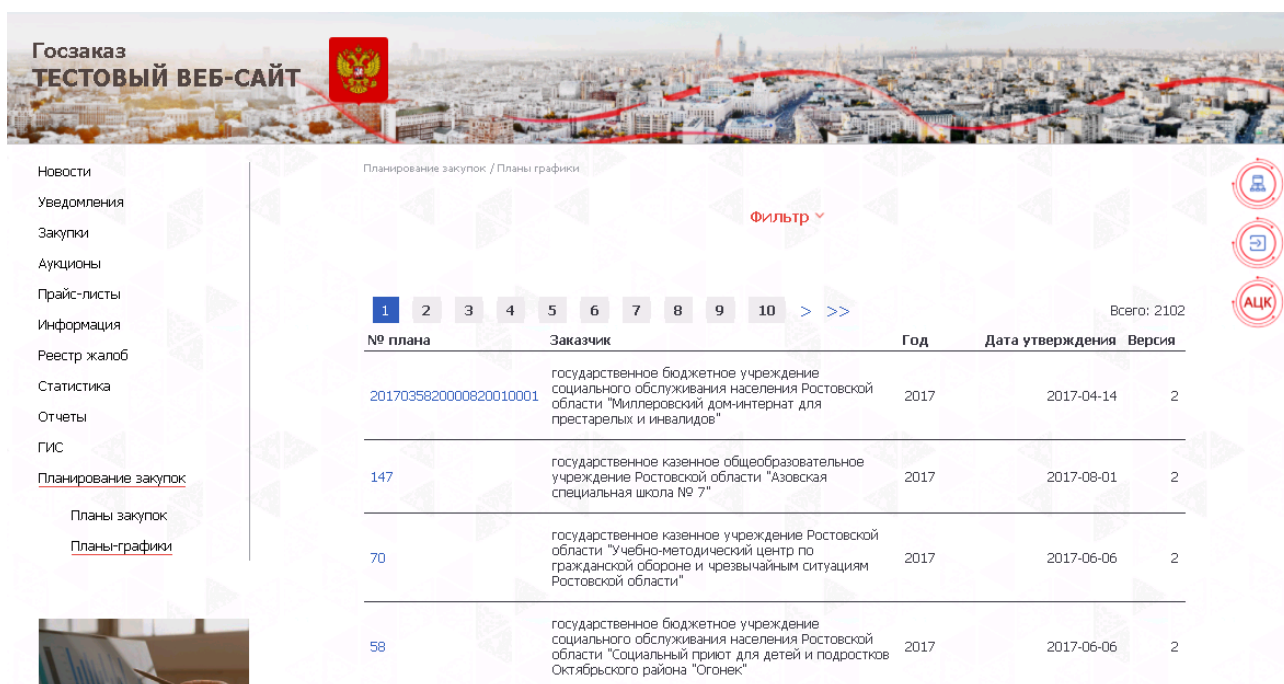 Госзаказ
ТЕСТОВЫЙ ВЕБ-САЙТ
Новости
Уведомления
Закупки
Аукционы
Прайс-листы
Информация
Реестр жалоб
Статистика
Отчеты
ГИС
Планирование закупок
Планы закупок
Планы-графики
Планирование закупок / Планы графики
Фильтр
1 2 3 4 5 6 7 8 9 10 > >>
Всего: 2102
№ плана Заказчик Год Дата утверждения Версия
государственное бюджетное учреждение
социального обслуживания населения Ростовской
области "Миллеровский дом-интернат для
престарелых и инвалидов"
2017035820000820010001 2017 2017-04-14 2
государственное казенное общеобразовательное
учреждение Ростовской области "Азовская
специальная школа № 7"
147 2017 2017-08-01 2
государственное казенное учреждение Ростовской
области "Учебно-методический центр по
гражданской обороне и чрезвычайным ситуациям
Ростовской области"
70 2017 2017-06-06 2
государственное бюджетное учреждение
социального обслуживания населения Ростовской
области "Социальный приют для детей и подростков
Октябрьского района "Огонек"
58 2017 2017-06-06 2
АЦК